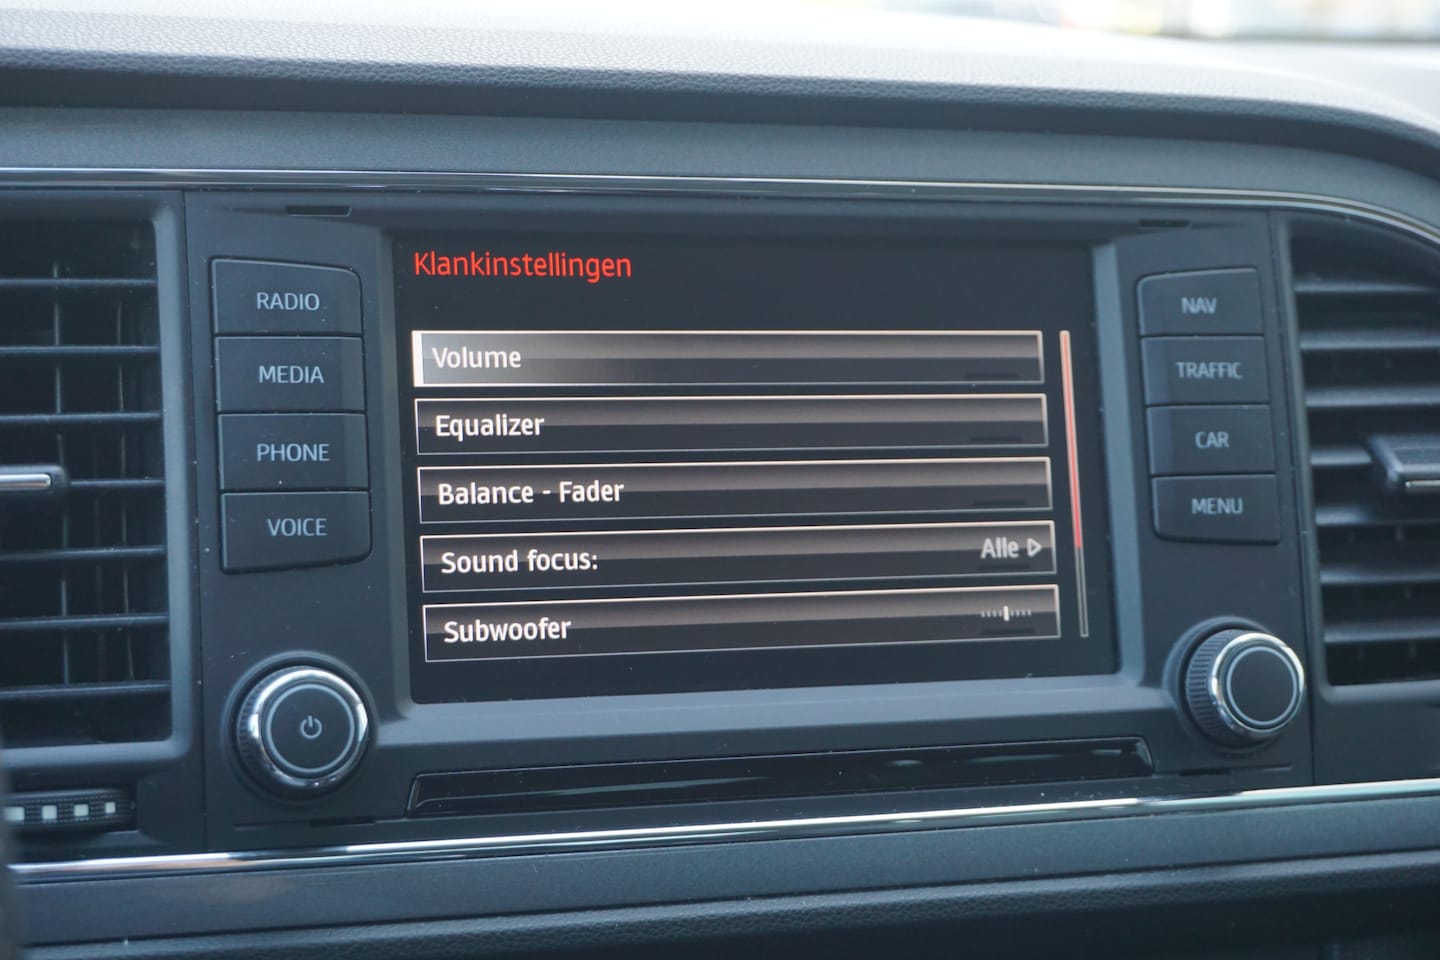 Klankinstellingen
RADIO
MEDIA
PHONE
VOICE
Volume
Equalizer
Balance - Fader
Sound focus: Alle
Subwoofer
NAV
TRAFFIC
CAR
MENU